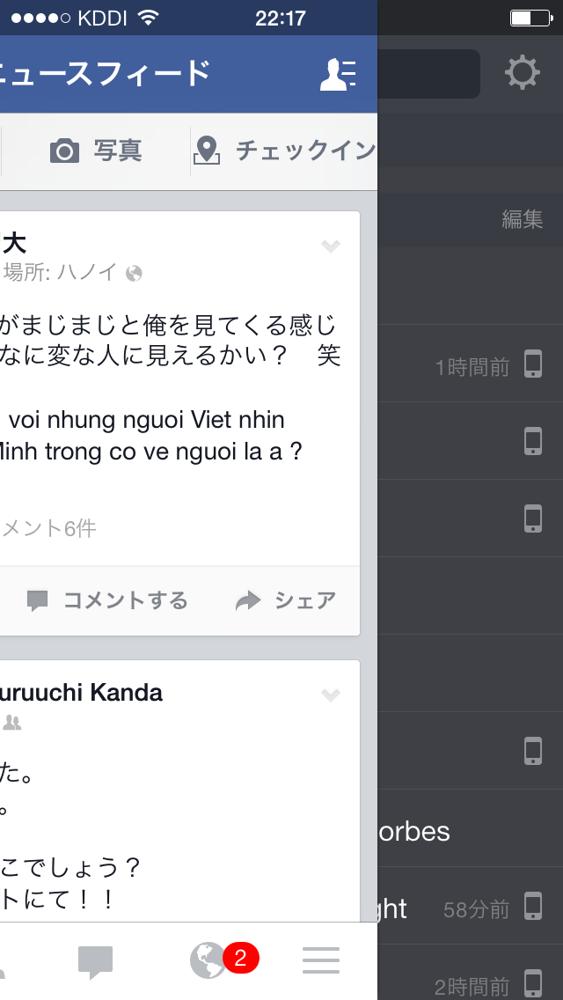 KDDI 22:17
ニュースフィード
写真 チェックイン
編集
大
場所: ハノイ
がまじまじと俺を見てくる感じ
なに変な人に見えるかい？　笑
1時間前
voi nhung nguoi Viet nhin
Minh trong co ve nguoi la a ?
メント6件
コメントする シェア
uruuchi Kanda
た。
。
orbes
こでしょう？
トにて！！
ght 58分前
2
2時間前